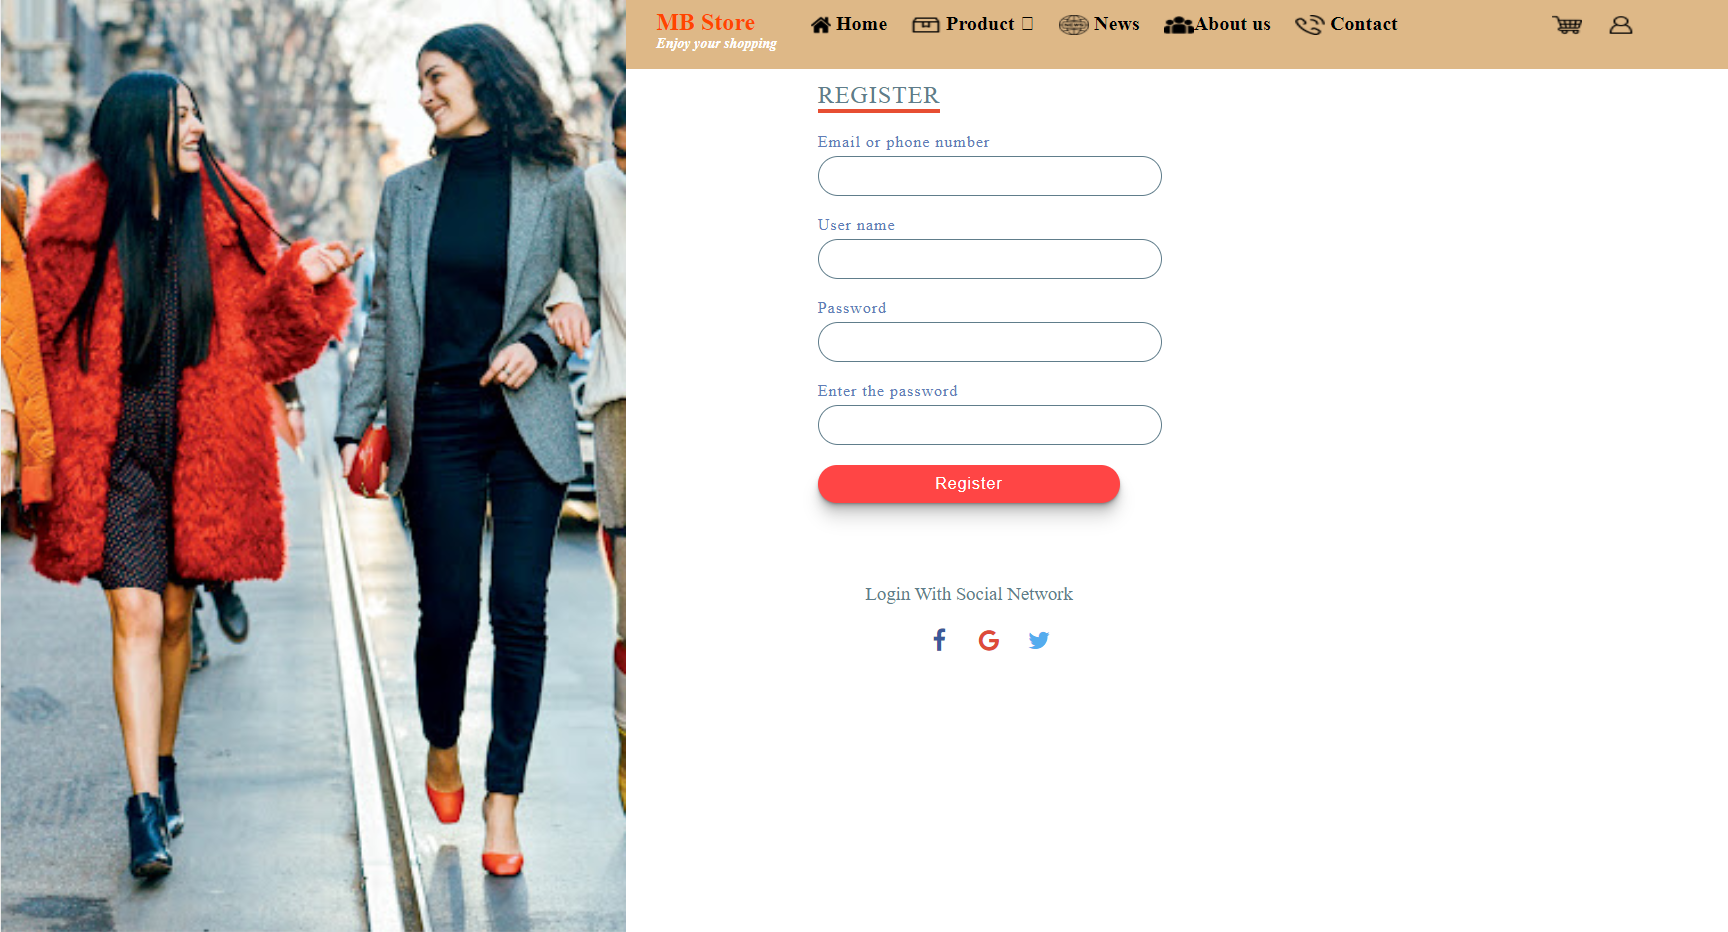 MB Store
Enjoy your shopping
Home
Product
News
About us
Contact
REGISTER
Email or phone number
User name
Password
Enter the password
Register
Login With Social Network